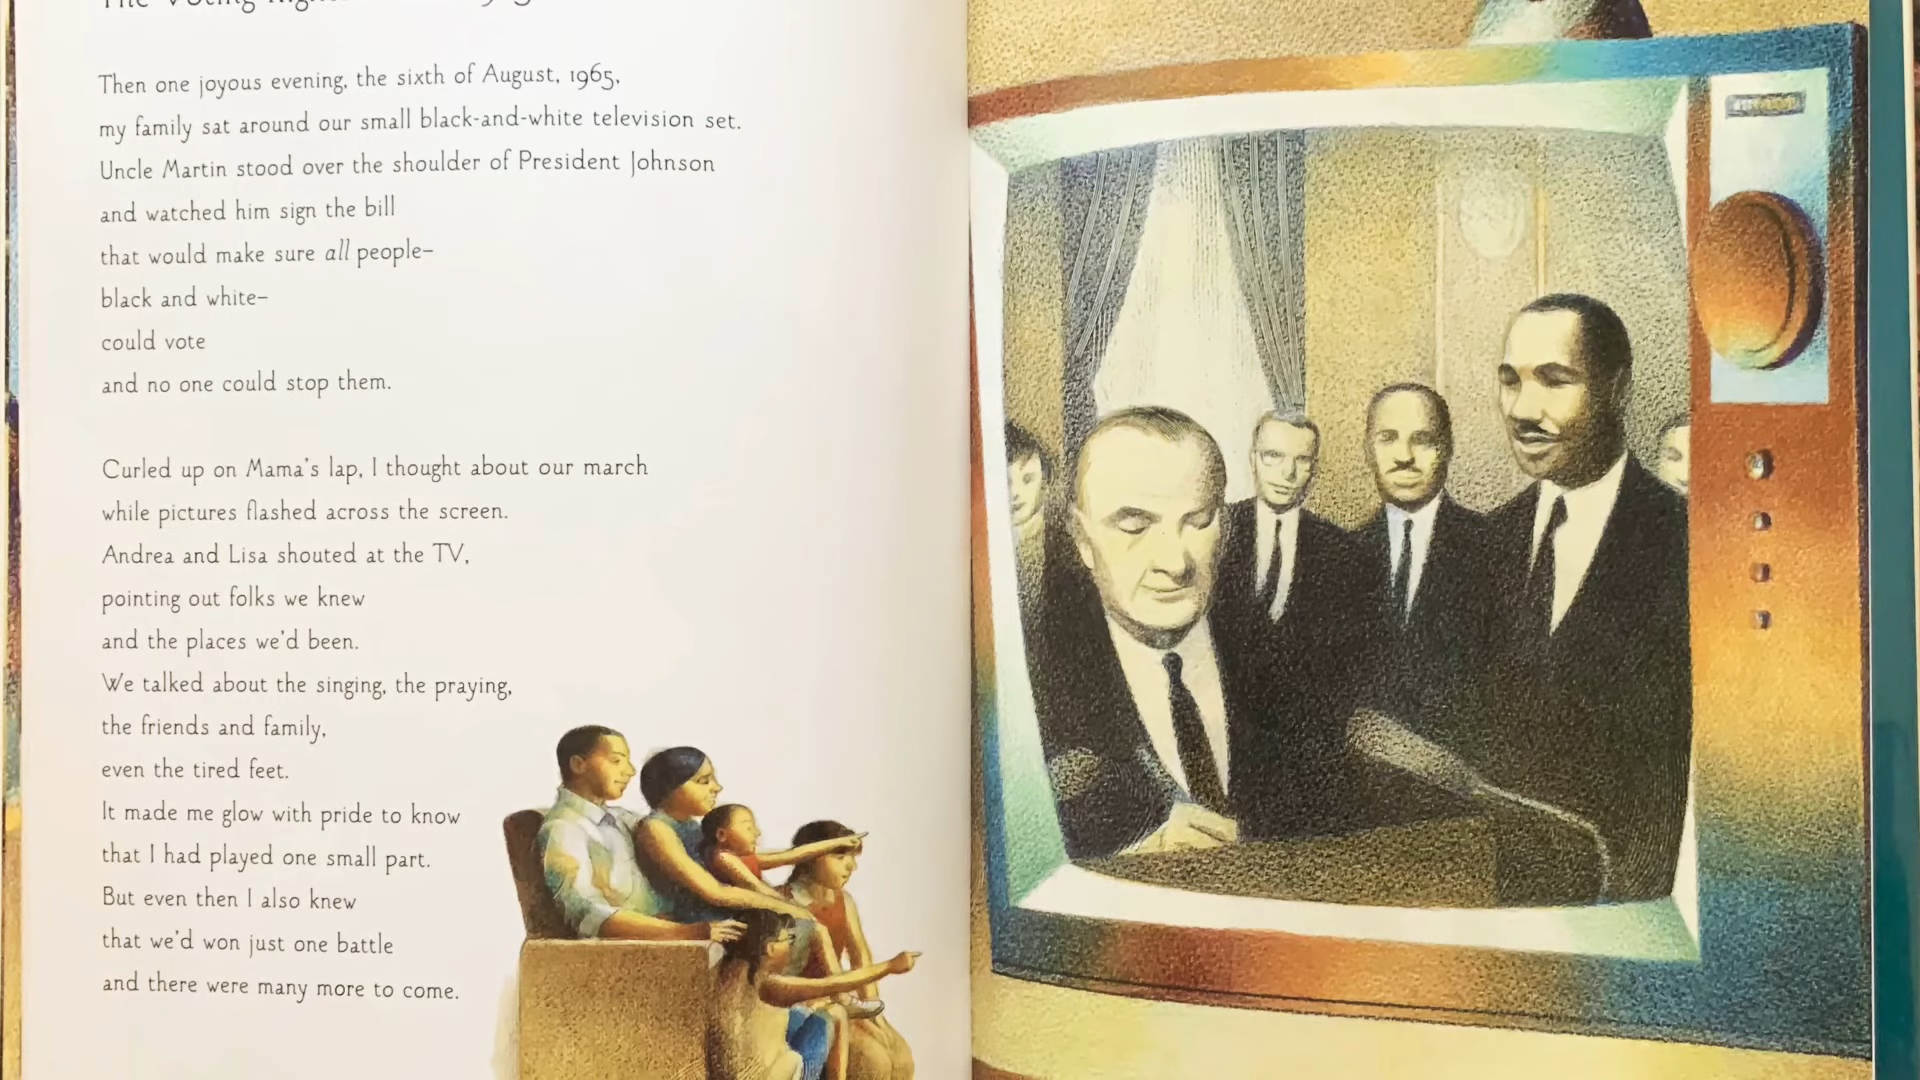 The Voting
Then one joyous evening, the sixth of August, 1965,
my family sat around our small black-and-white television set.
Uncle Martin stood over the shoulder of President Johnson
and watched him sign the bill
that would make sure all people–
black and white–
could vote
and no one could stop them.
Curled up on Mama's lap, I thought about our march
while pictures flashed across the screen.
Andrea and Lisa shouted at the TV,
pointing out folks we knew
and the places we'd been.
We talked about the singing, the praying,
the friends and family,
even the tired feet.
It made me glow with pride to know
that I had played one small part.
But even then I also knew
that we'd won just one battle
and there were many more to come.